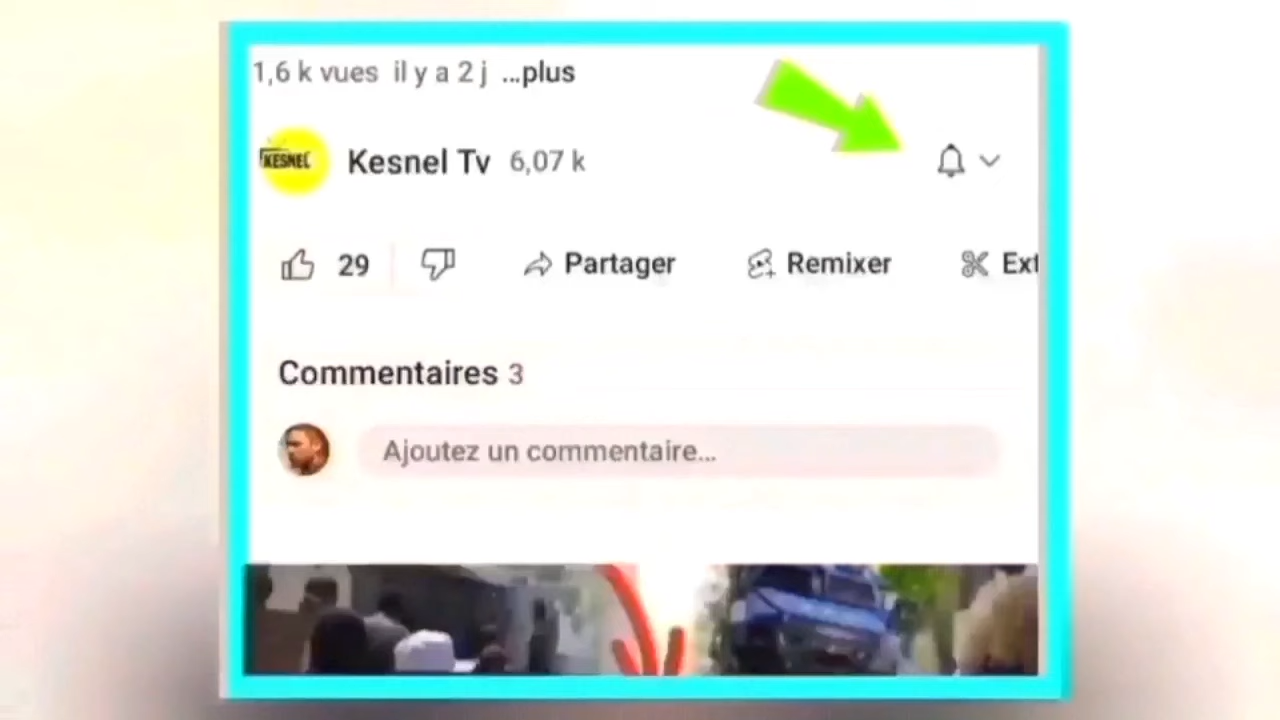 1,6 k vues il y a 2 j ...plus
KESNEL
Kesnel Tv 6,07 k
29 Partager Remixer Ext
Commentaires 3
Ajoutez un commentaire...